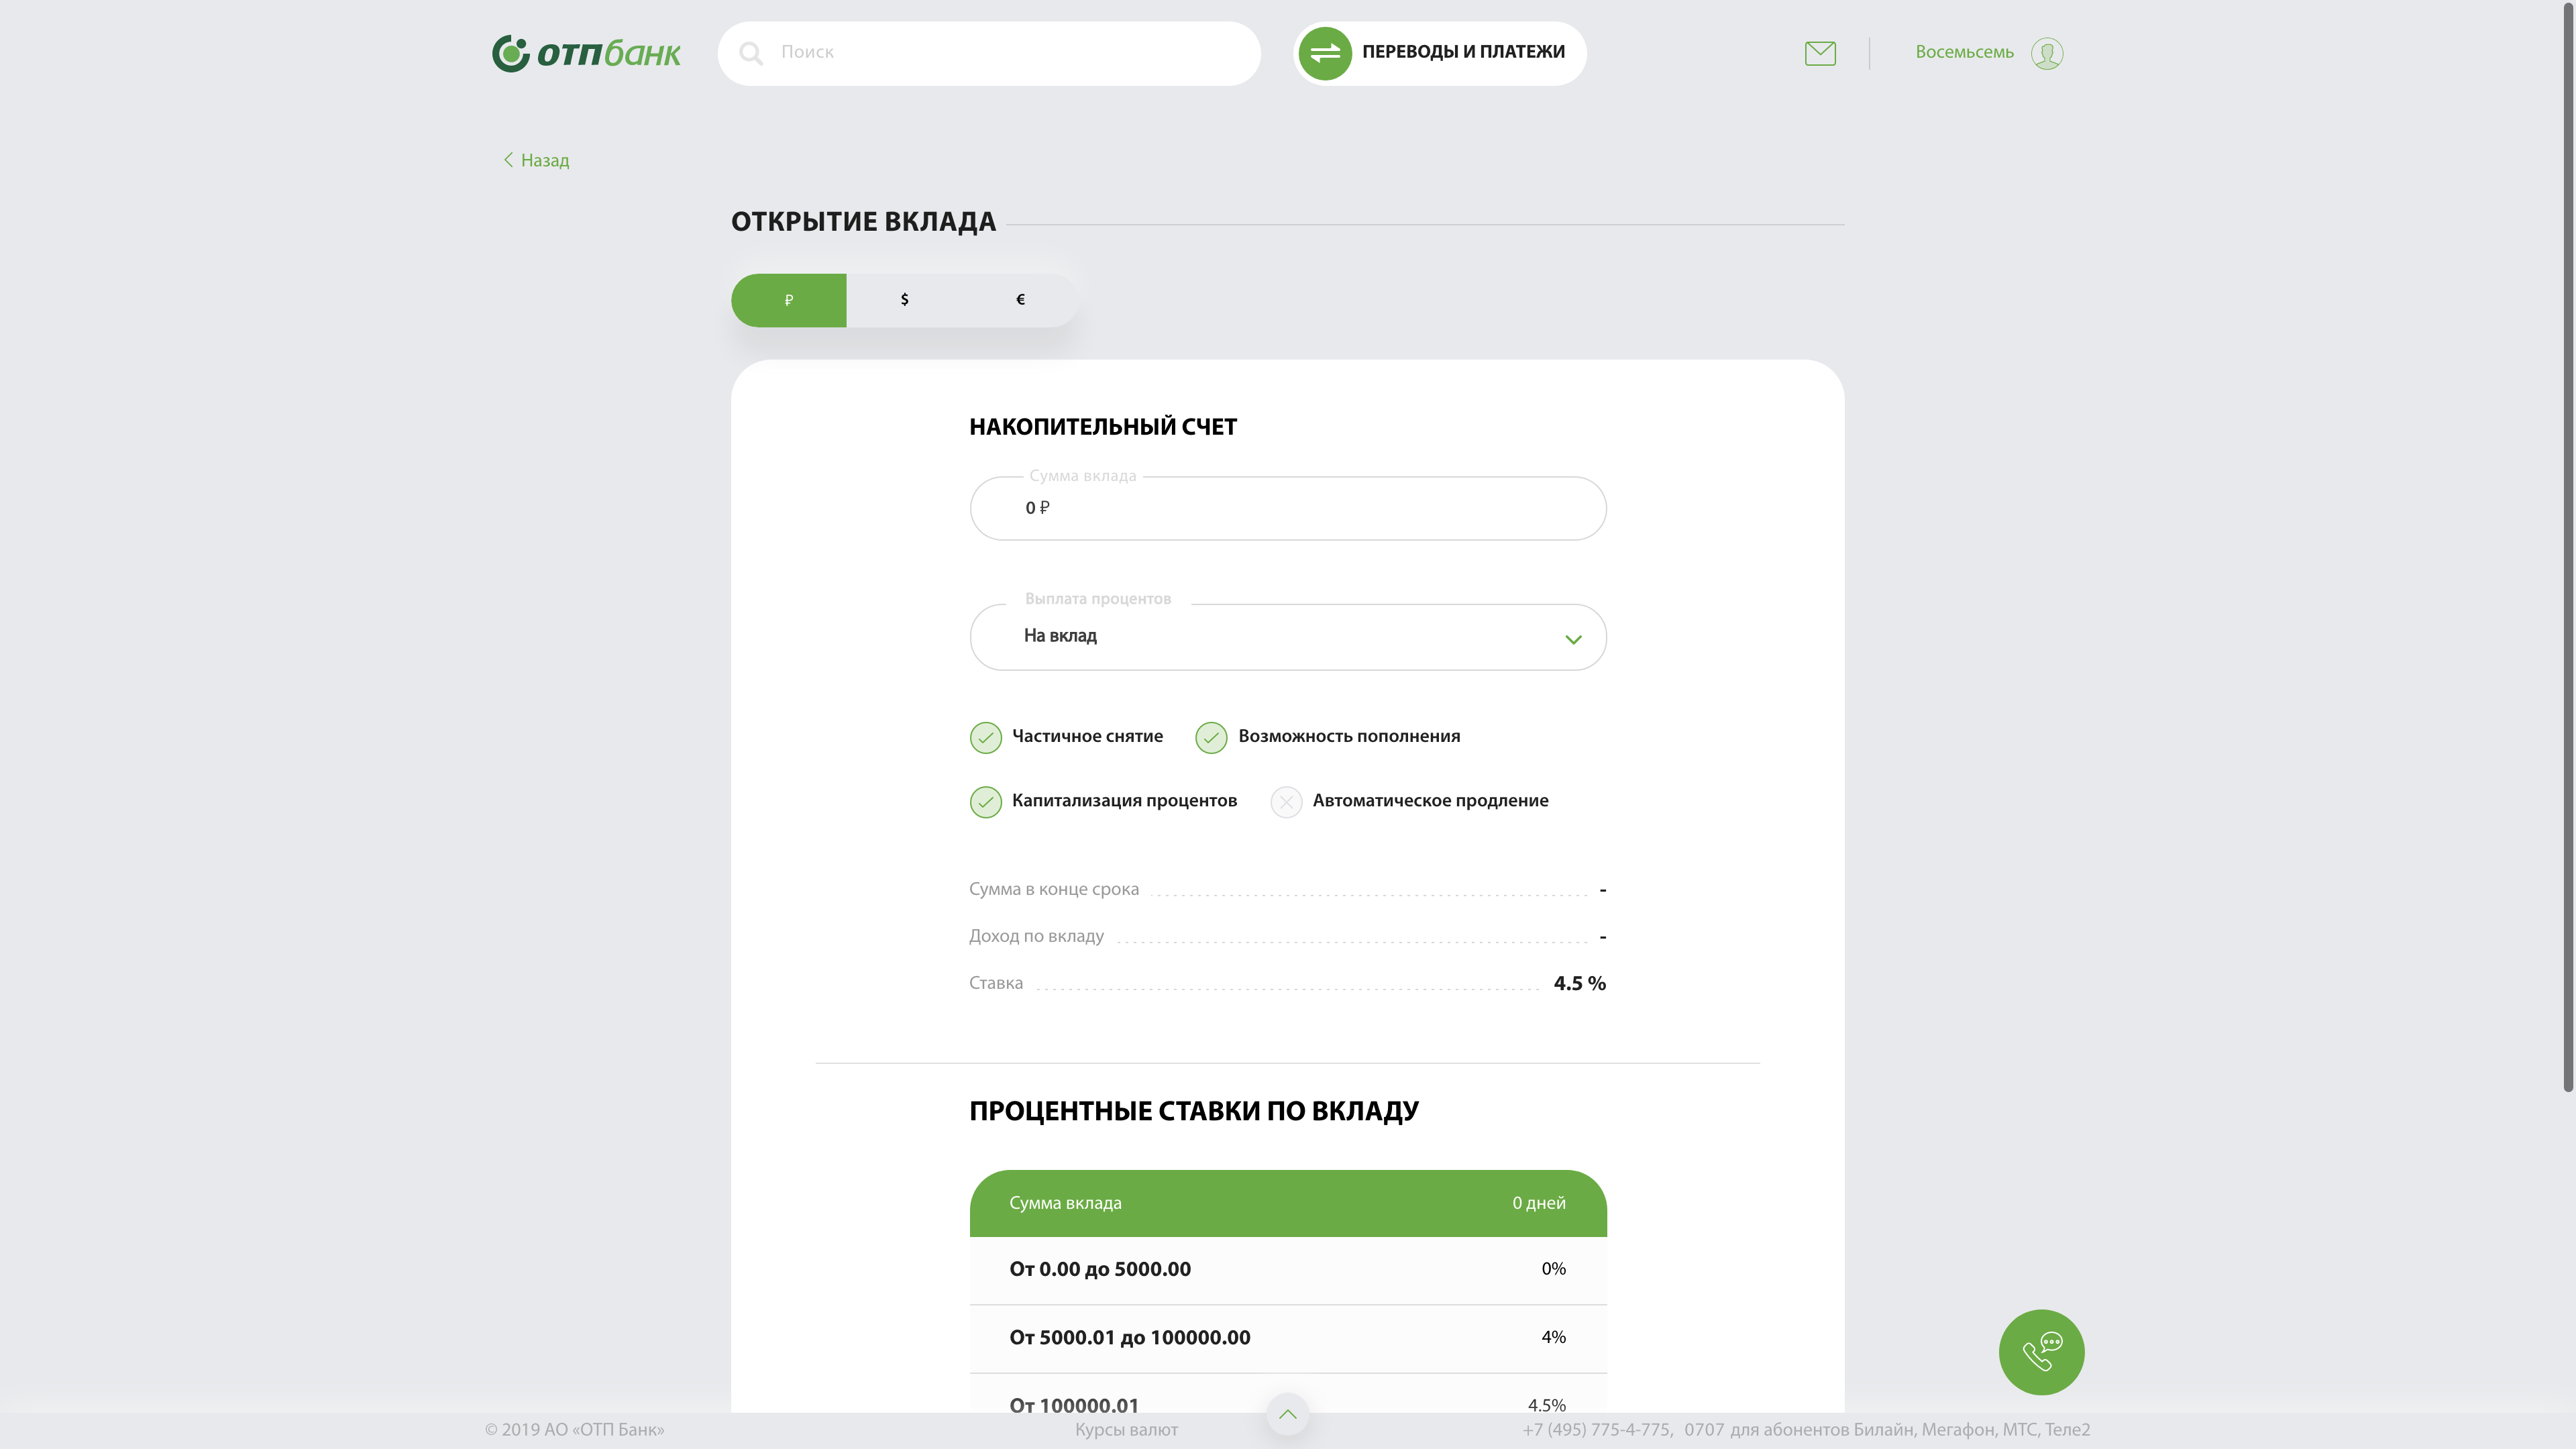 отпбанк
Поиск
ПЕРЕВОДЫ И ПЛАТЕЖИ
Восемьсемь
Назад
ОТКРЫТИЕ ВКЛАДА
₽ $ €
НАКОПИТЕЛЬНЫЙ СЧЕТ
Сумма вклада
0 ₽
Выплата процентов
На вклад
Частичное снятие Возможность пополнения
Капитализация процентов Автоматическое продление
Сумма в конце срока -
Доход по вкладу -
Ставка 4.5 %
ПРОЦЕНТНЫЕ СТАВКИ ПО ВКЛАДУ
Сумма вклада 0 дней
От 0.00 до 5000.00 0%
От 5000.01 до 100000.00 4%
От 100000.01 4.5%
© 2019 АО «ОТП Банк» Курсы валют +7 (495) 775-4-775, 0707 для абонентов Билайн, Мегафон, МТС, Теле2